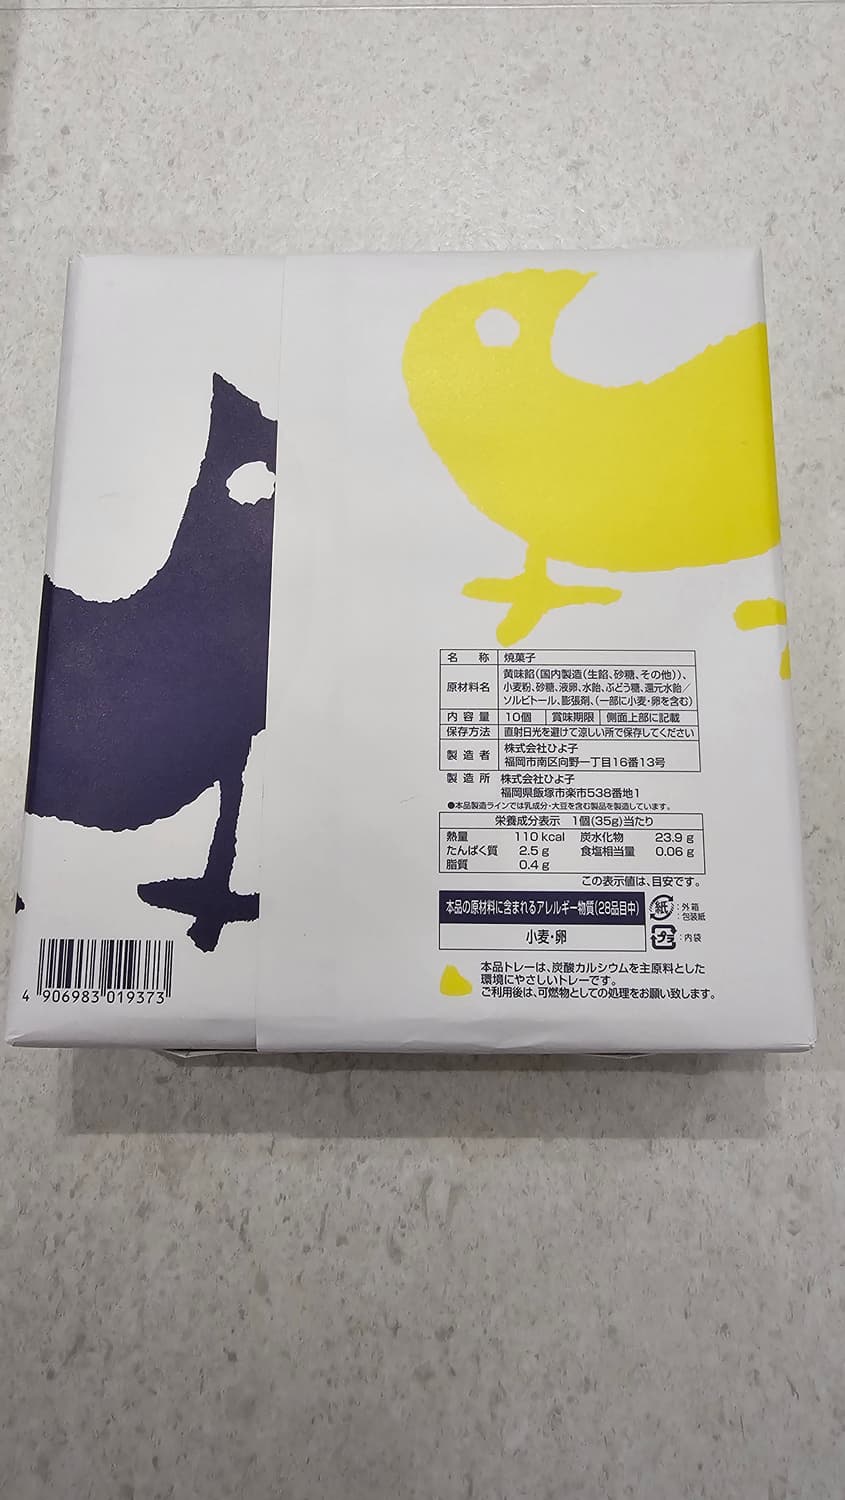 名称 焼菓子
原材料名 黄味餡(国内製造(生餡、砂糖、その他))、
小麦粉、砂糖、液卵、水飴、ぶどう糖、還元水飴/
ソルビトール、膨張剤、(一部に小麦・卵を含む)
内容量 10個 賞味期限 側面上部に記載
保存方法 直射日光を避けて涼しい所で保存してください
製造者 株式会社ひよ子
福岡市南区向野一丁目16番13号
製造所 株式会社ひよ子
福岡県飯塚市楽市538番地1
●本品製造ラインでは乳成分・大豆を含む製品を製造しています。
栄養成分表示 1個(35g)当たり
熱量 110 kcal 炭水化物 23.9 g
たんぱく質 2.5 g 食塩相当量 0.06 g
脂質 0.4 g
この表示値は、目安です。
本品の原材料に含まれるアレルギー物質(28品目中)
小麦・卵
紙 :外箱
:包装紙
プラ :内袋
本品トレーは、炭酸カルシウムを主原料とした
環境にやさしいトレーです。
ご利用後は、可燃物としての処理をお願い致します。
4 906983 019373